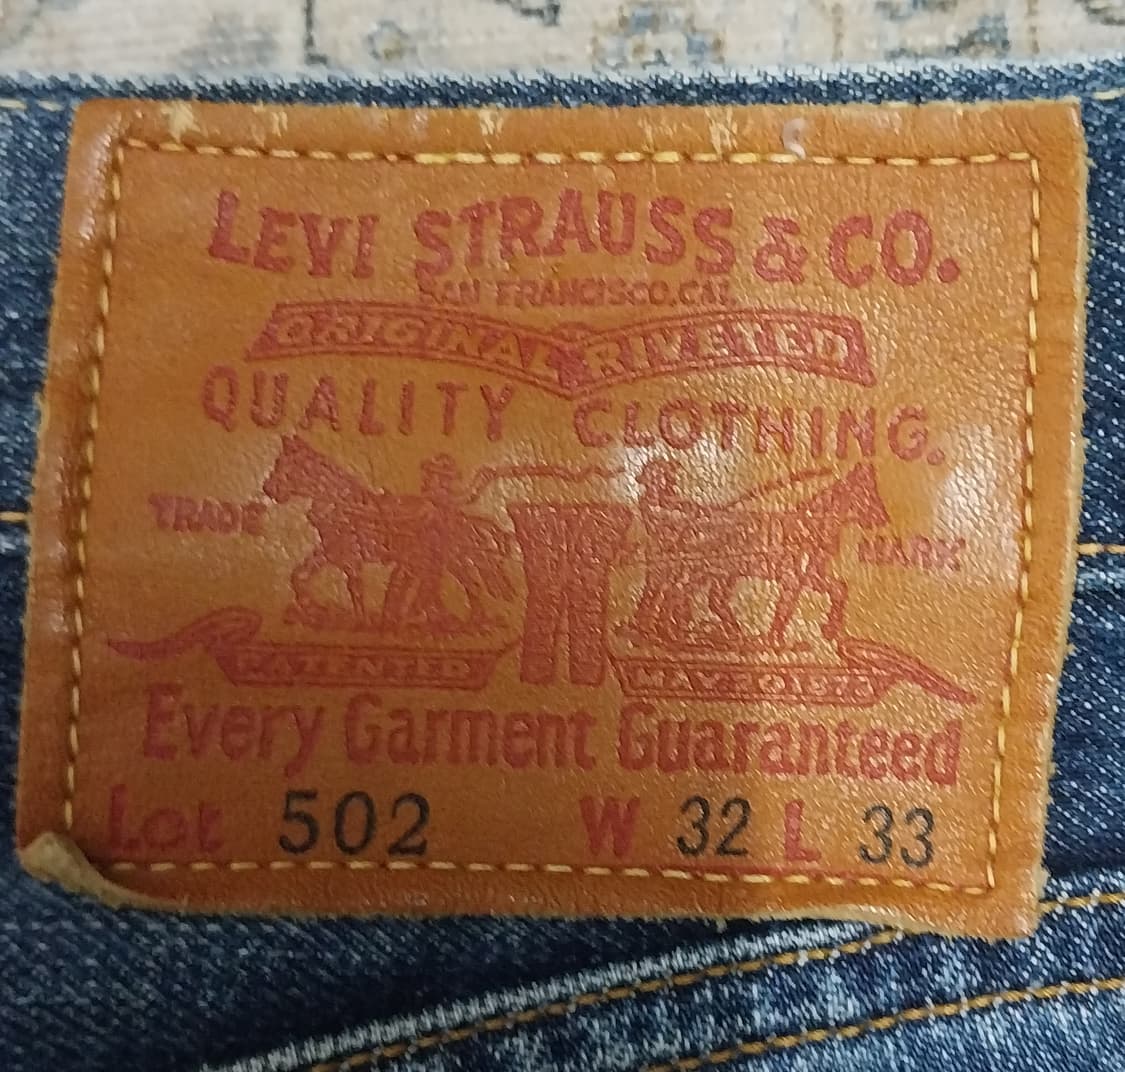 LEVI STRAUSS & CO.
SAN FRANCISCO, CAL.
ORIGINAL RIVETED
QUALITY CLOTHING.
TRADE MARK
PATENTED MAY 20 1873
Every Garment Guaranteed
Lot 502 W 32 L 33